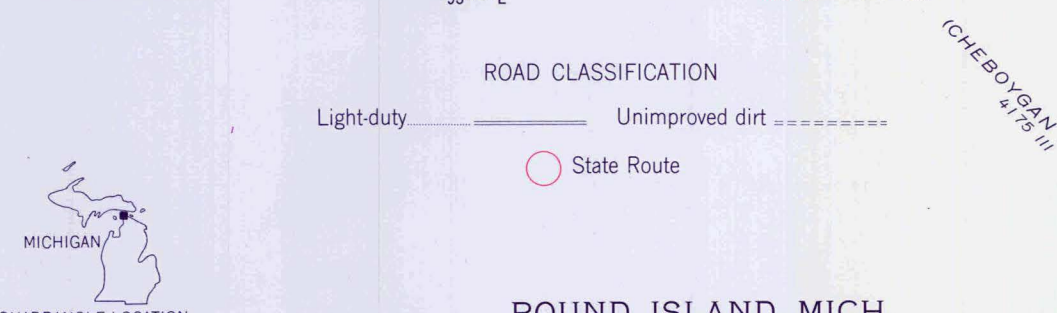 ROAD CLASSIFICATION
Light-duty Unimproved dirt
State Route
(CHEBOYGAN
4175 III
MICHIGAN
ROUND ISLAND, MICH